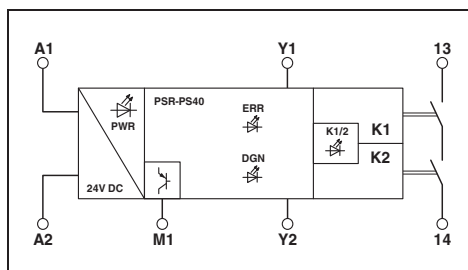 A1
Y1
13
PSR-PS40
ERR
PWR
K1/2
K1
DGN
K2
24V DC
A2
M1
Y2
14